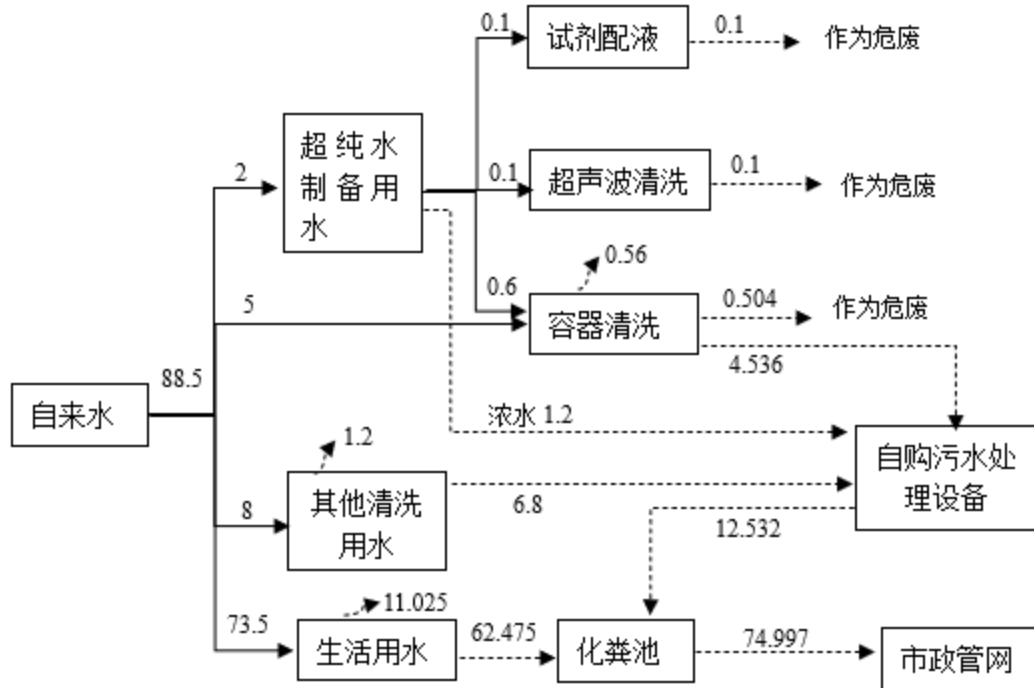 0.1
试剂配液
0.1
作为危废
超纯水
制备用
水
2
0.1
超声波清洗
0.1
作为危废
0.56
0.6
5
容器清洗
0.504
作为危废
4.536
88.5
自来水
浓水 1.2
自购污水处
理设备
1.2
8
其他清洗
用水
6.8
12.532
11.025
73.5
生活用水
62.475
化粪池
74.997
市政管网